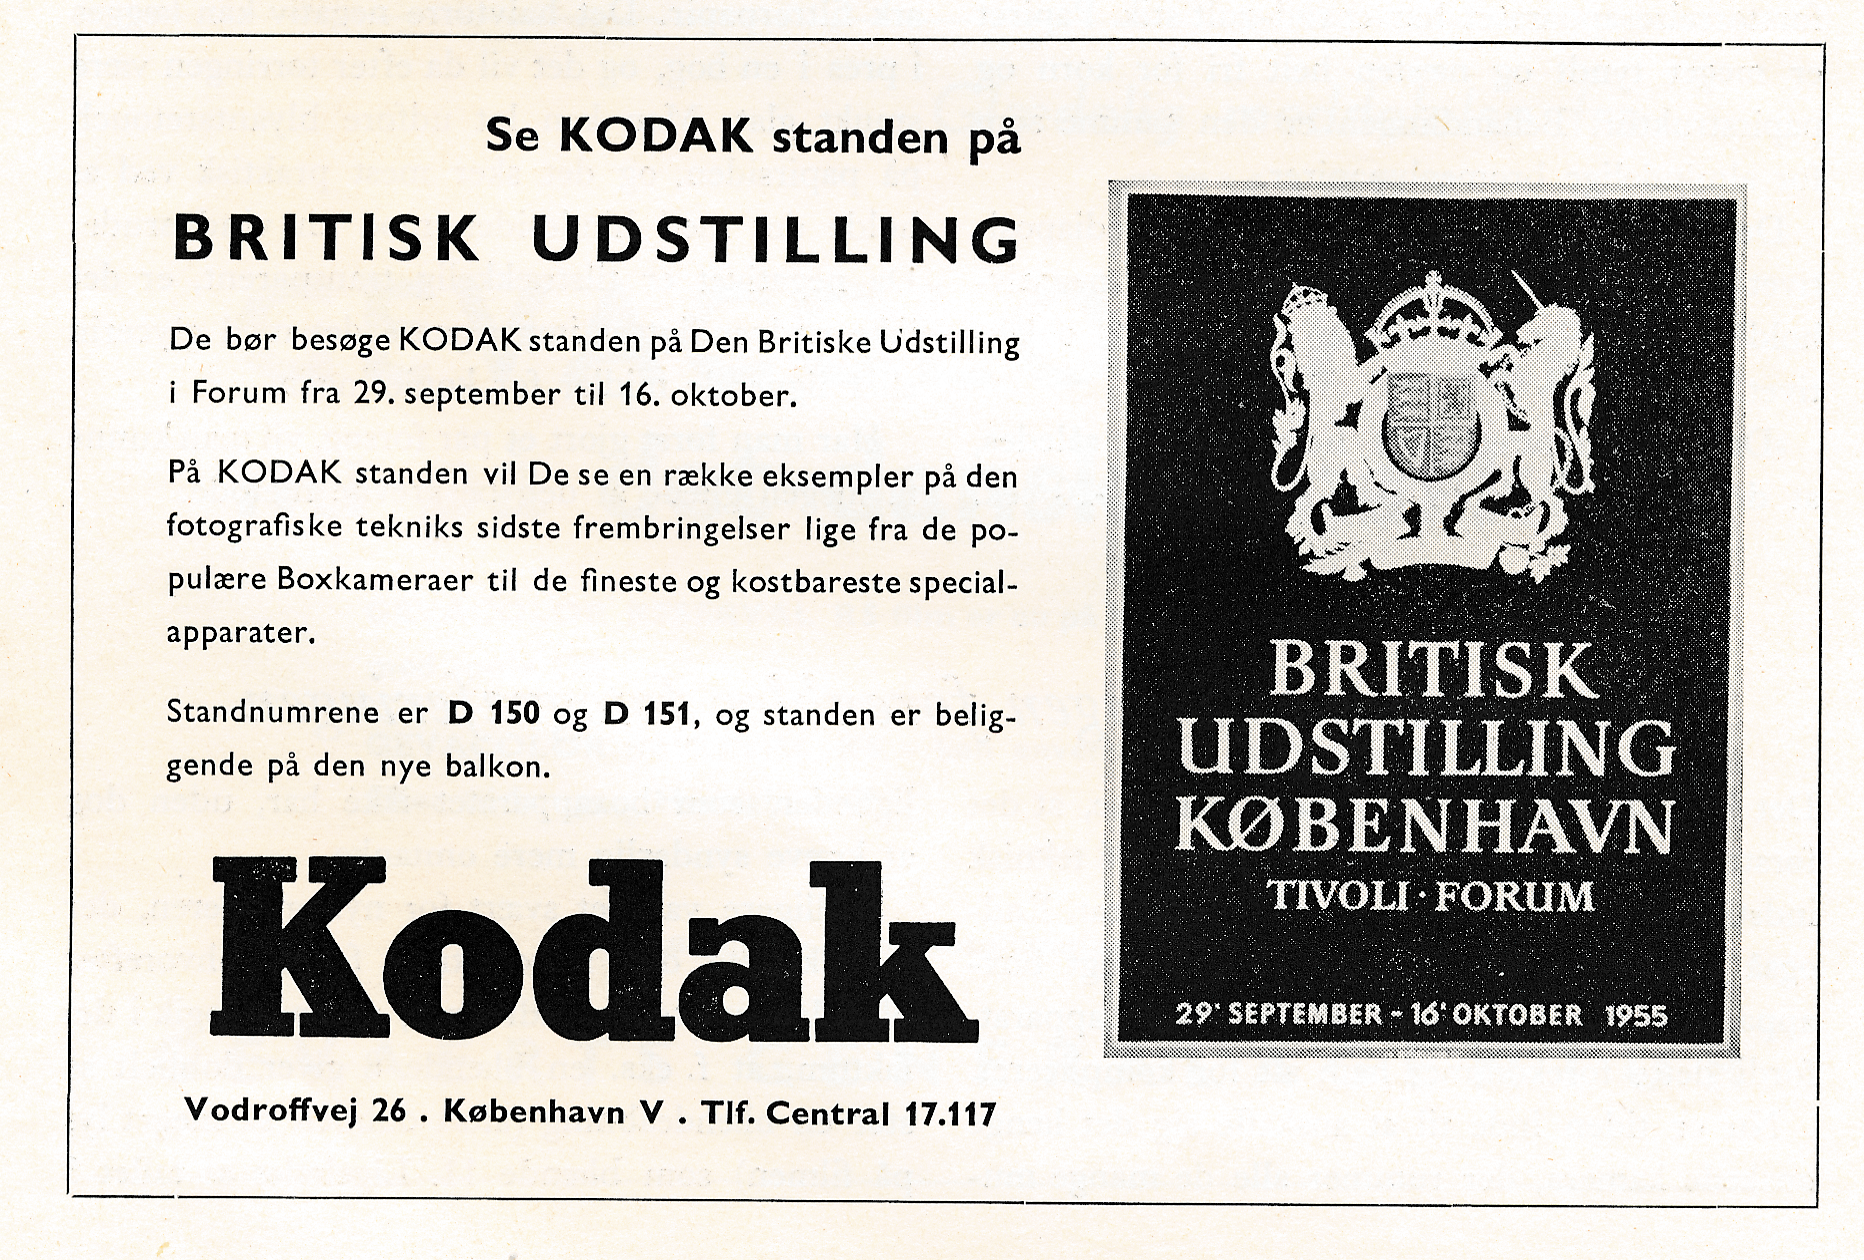 Se KODAK standen på
BRITISK UDSTILLING
De bør besøge KODAK standen på Den Britiske Udstilling
i Forum fra 29. september til 16. oktober.
På KODAK standen vil De se en række eksempler på den
fotografiske tekniks sidste frembringelser lige fra de po-
pulære Boxkameraer til de fineste og kostbareste special-
apparater.
Standnumrene er D 150 og D 151, og standen er belig-
gende på den nye balkon.
Kodak
Vodroffvej 26 . København V . Tlf. Central 17.117
BRITISK
UDSTILLING
KØBENHAVN
TIVOLI · FORUM
29' SEPTEMBER - 16' OKTOBER 1955